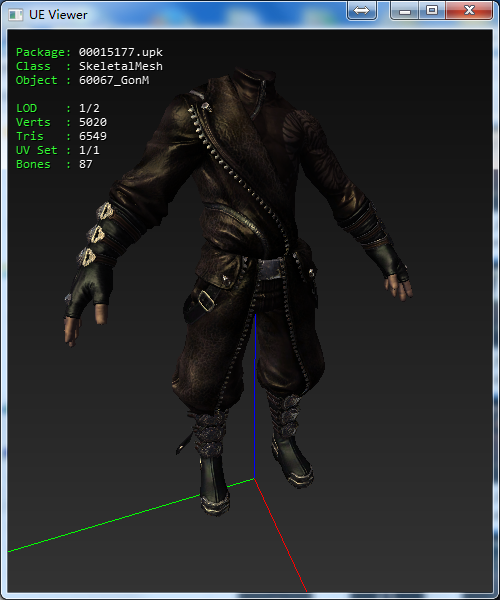 UE Viewer
Package: 00015177.upk
Class  : SkeletalMesh
Object : 60067_GonM
LOD    : 1/2
Verts  : 5020
Tris   : 6549
UV Set : 1/1
Bones  : 87